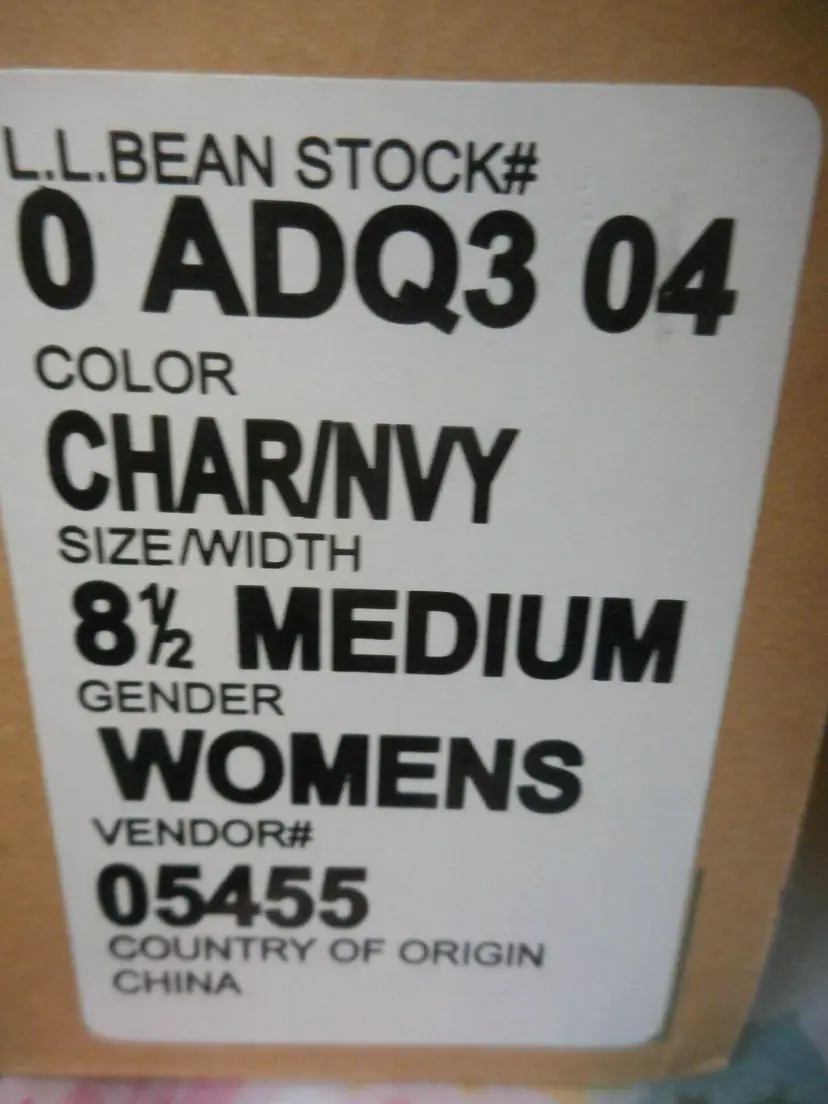 L.L.BEAN STOCK#
0 ADQ3 04
COLOR
CHAR/NVY
SIZE/WIDTH
8½ MEDIUM
GENDER
WOMENS
VENDOR#
05455
COUNTRY OF ORIGIN
CHINA